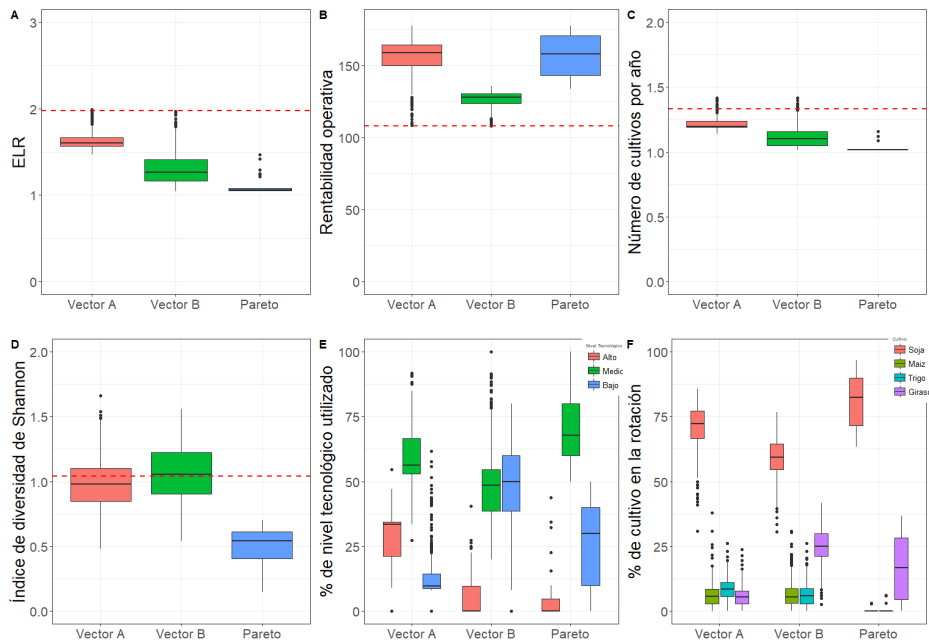 A
ELR
3
2
1
0
Vector A Vector B Pareto
B
Rentabilidad operativa
150
100
50
0
Vector A Vector B Pareto
C
Número de cultivos por año
2.0
1.5
1.0
0.5
0.0
Vector A Vector B Pareto
D
Índice de diversidad de Shannon
2.0
1.5
1.0
0.5
0.0
Vector A Vector B Pareto
E
% de nivel tecnológico utilizado
100
75
50
25
0
Nivel Tecnológico
Alto
Medic
Bajo
Vector A Vector B Pareto
F
% de cultivo en la rotación
100
75
50
25
0
Cultivo
Soja
Maiz
Trigo
Giraso
Vector A Vector B Pareto